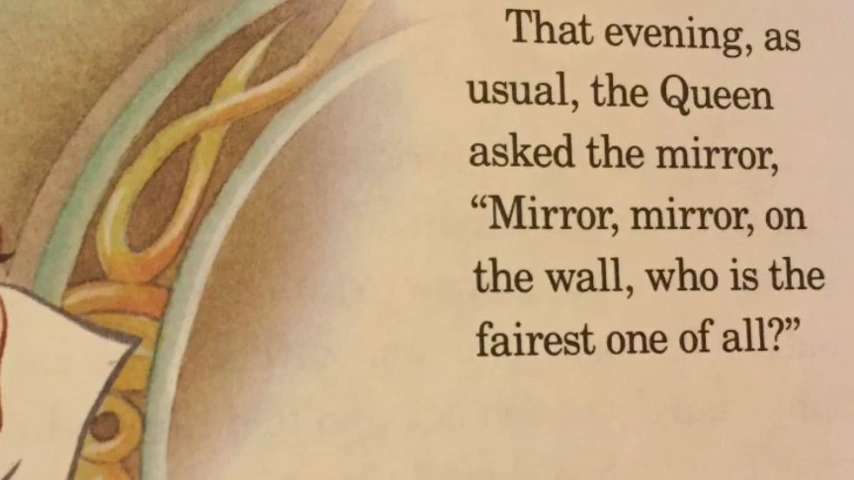 That evening, as
usual, the Queen
asked the mirror,
“Mirror, mirror, on
the wall, who is the
fairest one of all?”